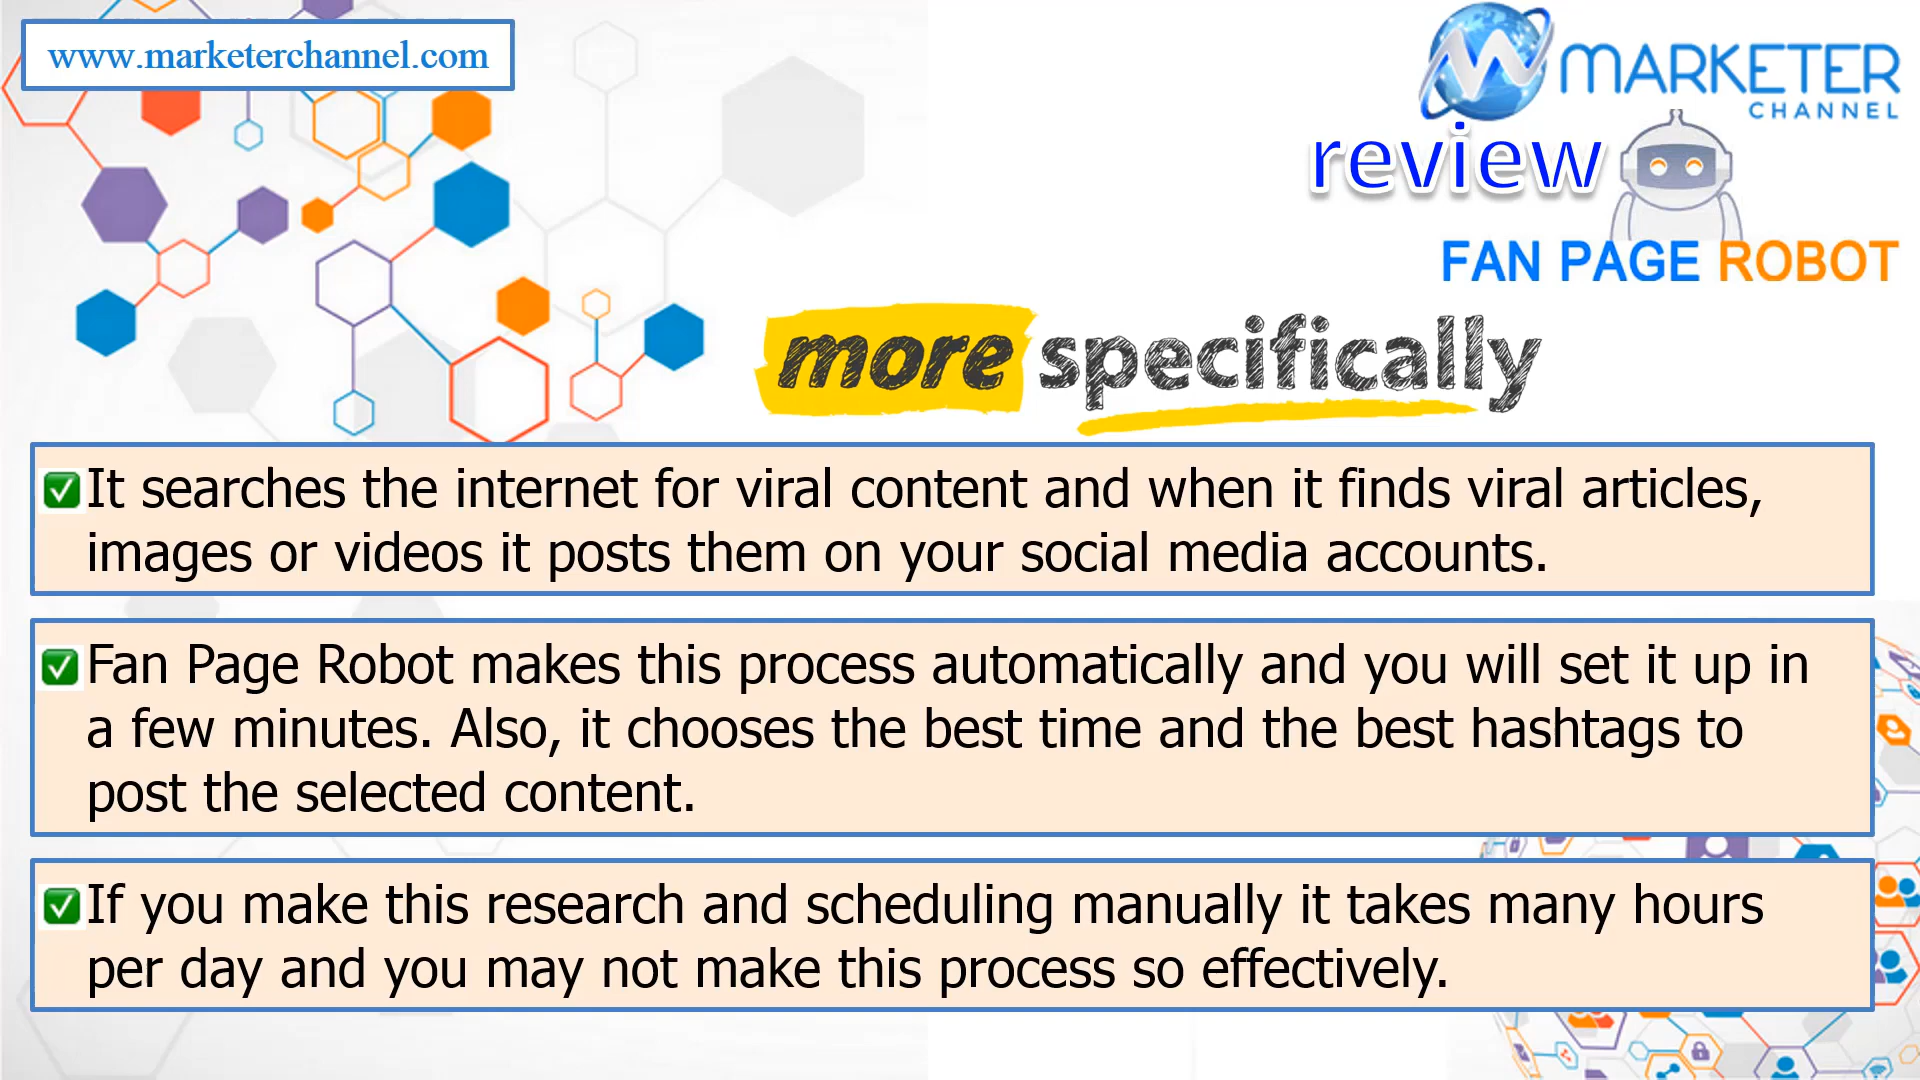 www.marketerchannel.com
MARKETER
CHANNEL
review
FAN PAGE ROBOT
more specifically
It searches the internet for viral content and when it finds viral articles,
images or videos it posts them on your social media accounts.
Fan Page Robot makes this process automatically and you will set it up in
a few minutes. Also, it chooses the best time and the best hashtags to
post the selected content.
If you make this research and scheduling manually it takes many hours
per day and you may not make this process so effectively.